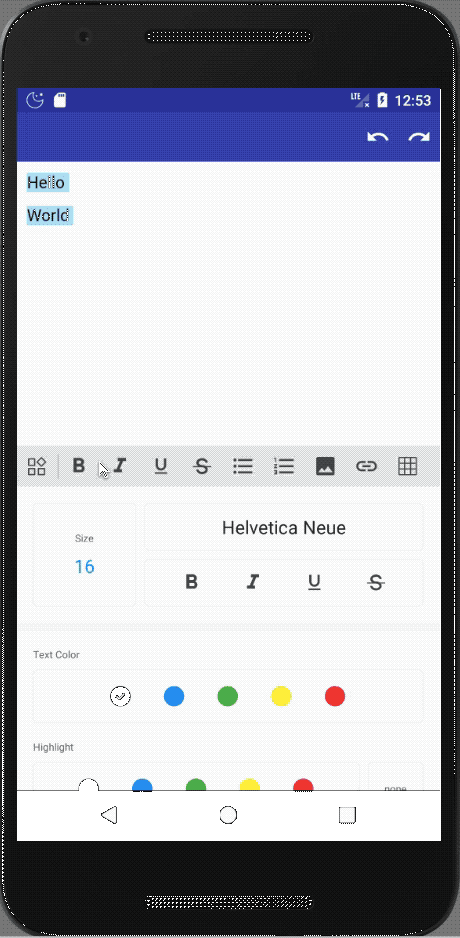 LTE 12:53
Hello
World
B I U S
Helvetica Neue
Size
16
B I U S
Text Color
Highlight
none